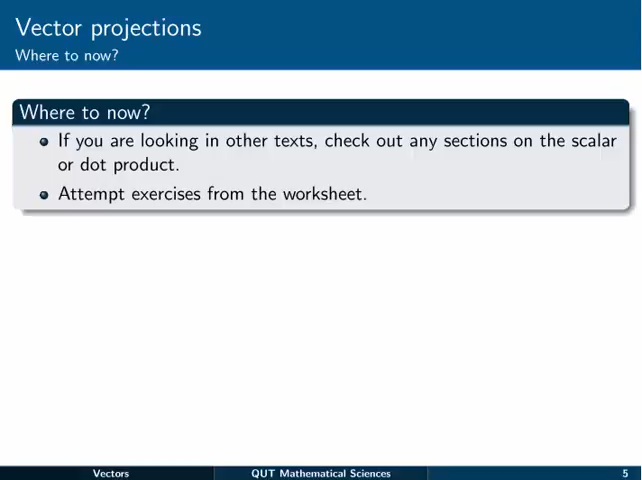 Vector projections
Where to now?
Where to now?
If you are looking in other texts, check out any sections on the scalar
or dot product.
Attempt exercises from the worksheet.
Vectors QUT Mathematical Sciences 5